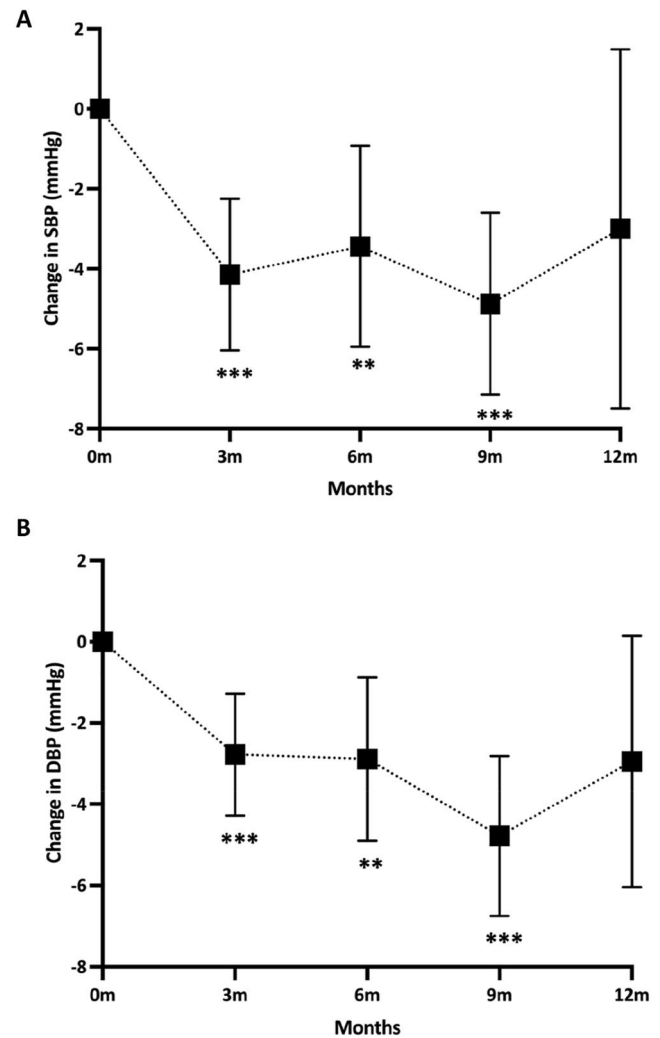 A
2
0
-2
-4
-6
-8
Change in SBP (mmHg)
***
**
***
0m 3m 6m 9m 12m
Months
B
2
0
-2
-4
-6
-8
Change in DBP (mmHg)
***
**
***
0m 3m 6m 9m 12m
Months